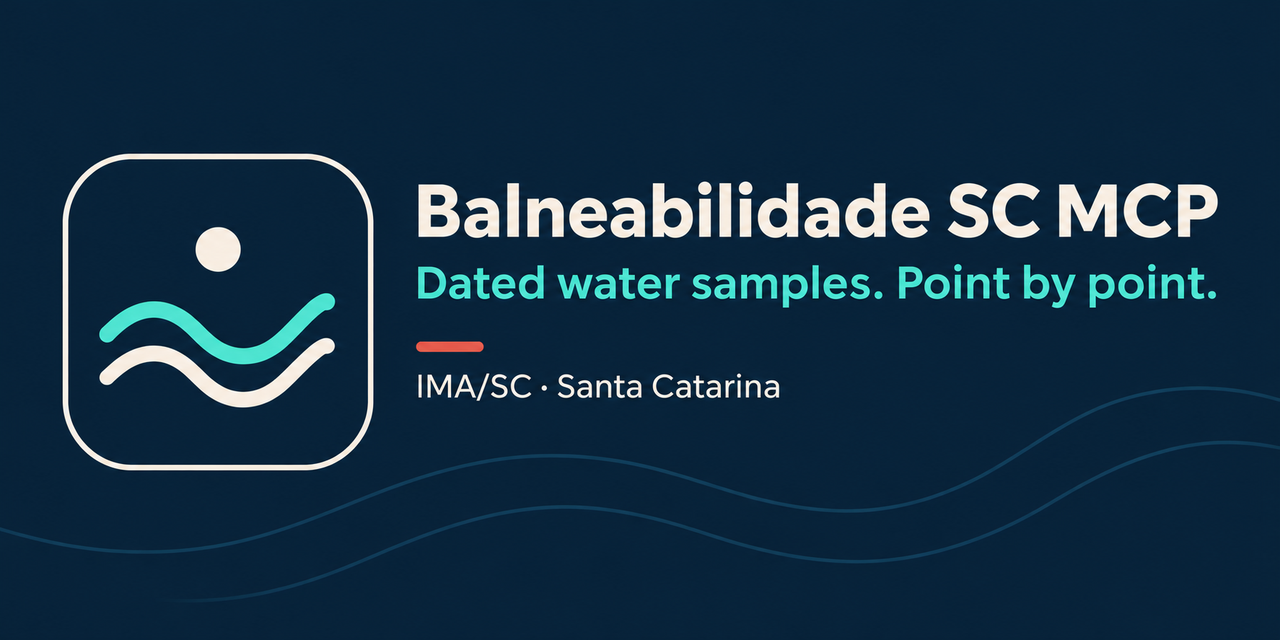 Balneabilidade SC MCP
Dated water samples. Point by point.
IMA/SC · Santa Catarina